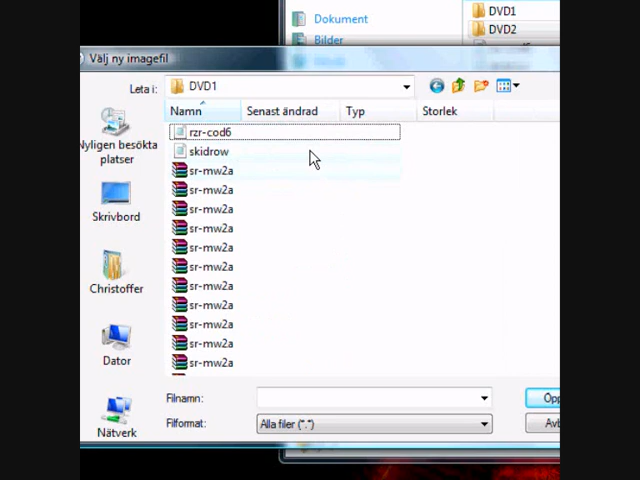 Dokument
Bilder
DVD1
DVD2
Välj ny imagefil
Leta i:
DVD1
Namn
Senast ändrad
Typ
Storlek
rzr-cod6
skidrow
sr-mw2a
sr-mw2a
sr-mw2a
sr-mw2a
sr-mw2a
sr-mw2a
sr-mw2a
sr-mw2a
sr-mw2a
sr-mw2a
sr-mw2a
Nyligen besökta
platser
Skrivbord
Christoffer
Dator
Nätverk
Filnamn:
Öpp
Filformat:
Alla filer (*.*)
Avb